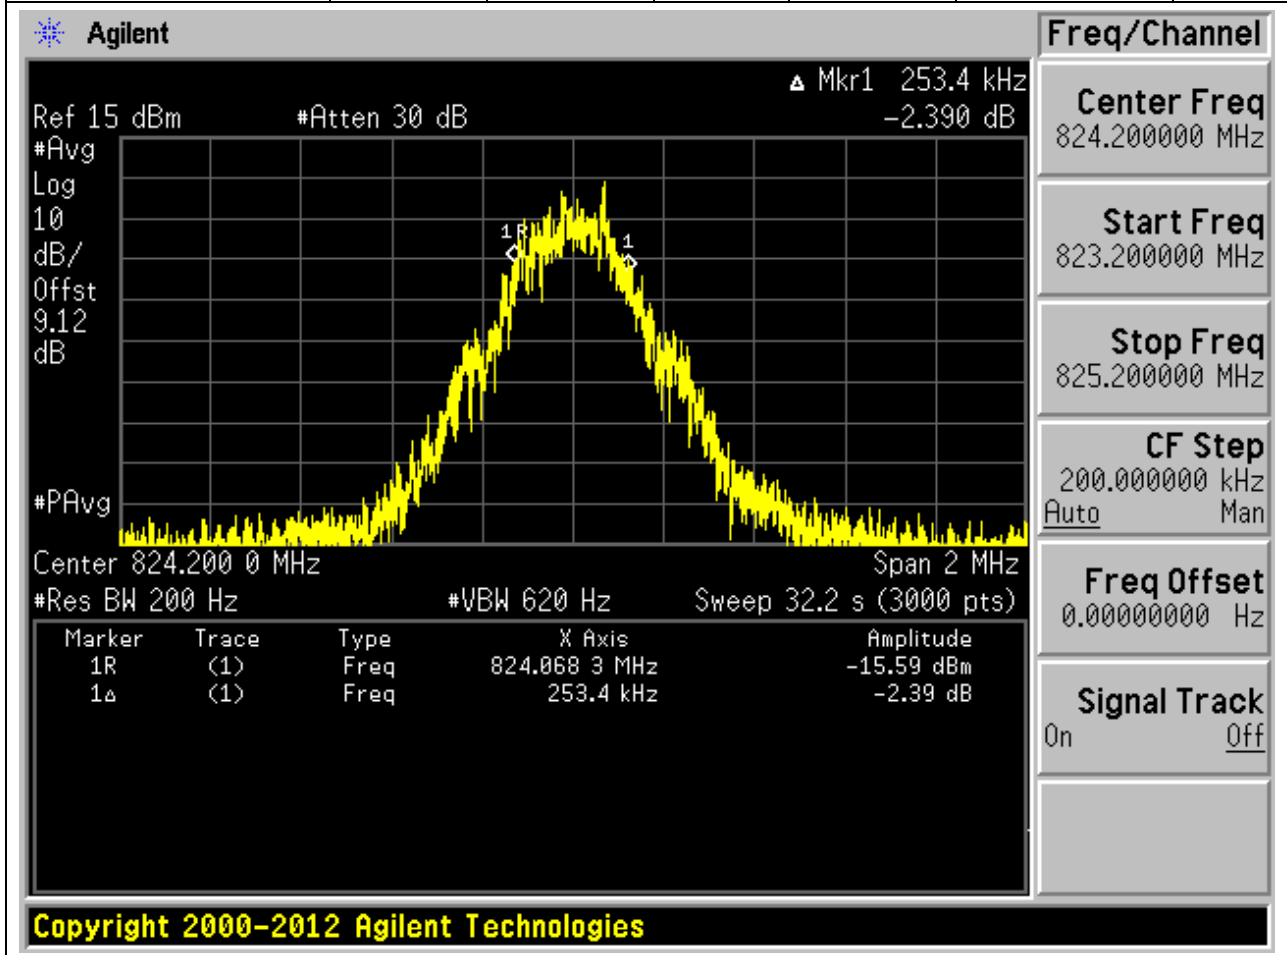 Agilent
Freq/Channel
▵ Mkr1 253.4 kHz
Ref 15 dBm #Atten 30 dB -2.390 dB
#Avg
Log
10
dB/
Offst
9.12
dB
1R
1
#PAvg
Center 824.200 0 MHz Span 2 MHz
#Res BW 200 Hz #VBW 620 Hz Sweep 32.2 s (3000 pts)
Marker Trace Type X Axis Amplitude
1R (1) Freq 824.068 3 MHz -15.59 dBm
1▵ (1) Freq 253.4 kHz -2.39 dB
Center Freq
824.200000 MHz
Start Freq
823.200000 MHz
Stop Freq
825.200000 MHz
CF Step
200.000000 kHz
Auto Man
Freq Offset
0.00000000 Hz
Signal Track
On Off
Copyright 2000-2012 Agilent Technologies